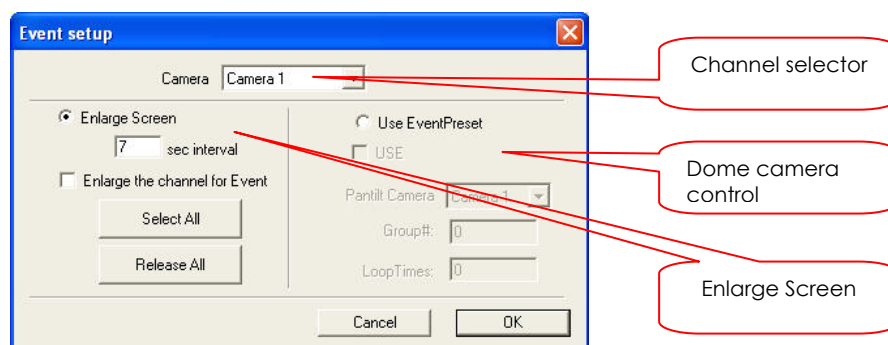 Event setup
Camera Camera 1
Enlarge Screen
7 sec interval
Enlarge the channel for Event
Select All
Release All
Use EventPreset
USE
Pantilt Camera Camera 1
Group#: 0
LoopTimes: 0
Cancel OK
Channel selector
Dome camera
control
Enlarge Screen